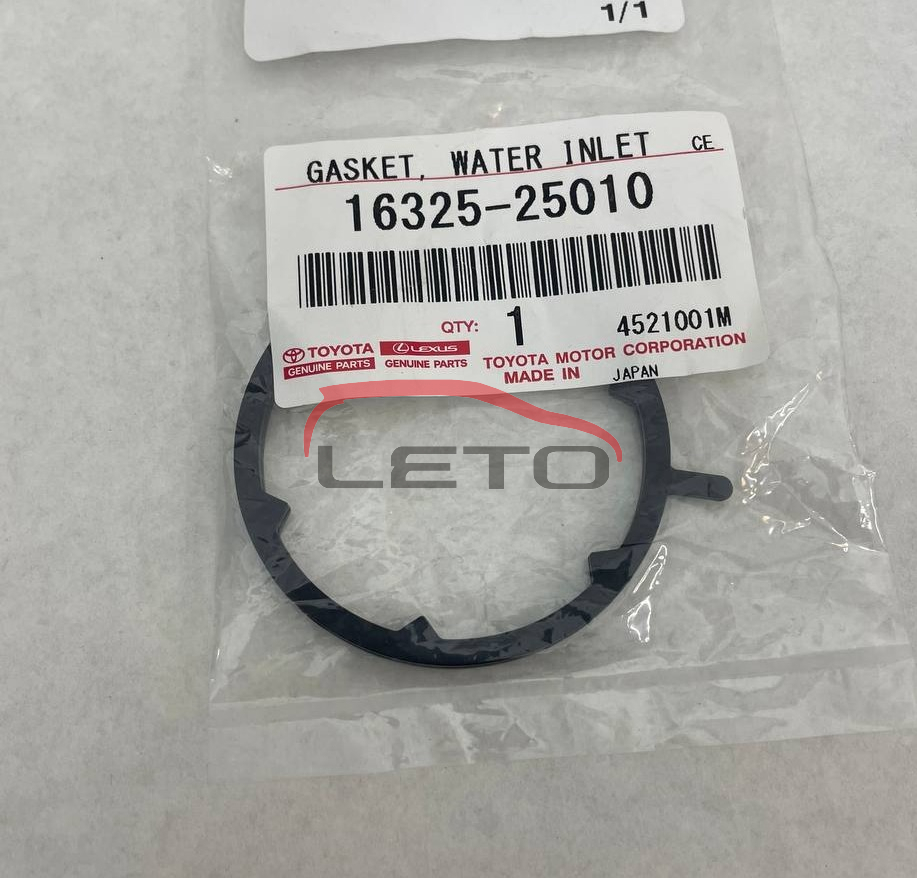 1/1
GASKET, WATER INLET CE
16325-25010
QTY: 1 4521001M
TOYOTA LEXUS TOYOTA MOTOR CORPORATION
GENUINE PARTS GENUINE PARTS MADE IN JAPAN
LETO